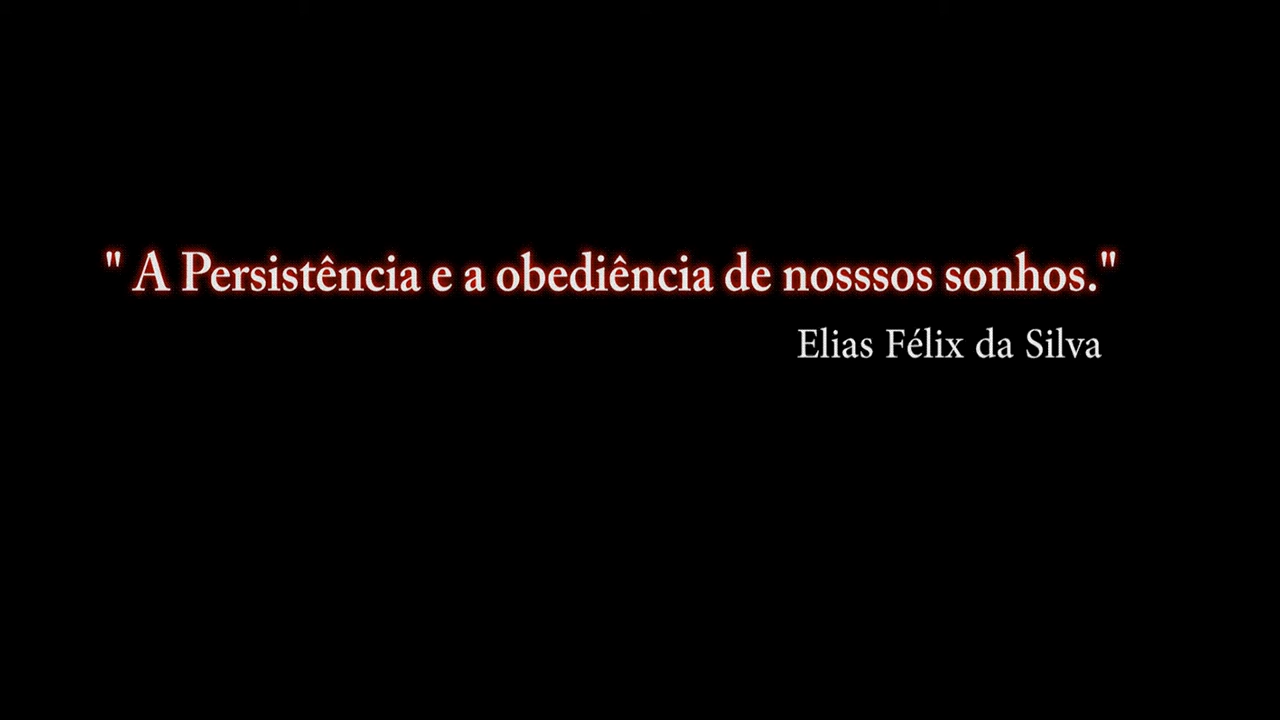 " A Persistência e a obediência de nosssos sonhos."
Elias Félix da Silva